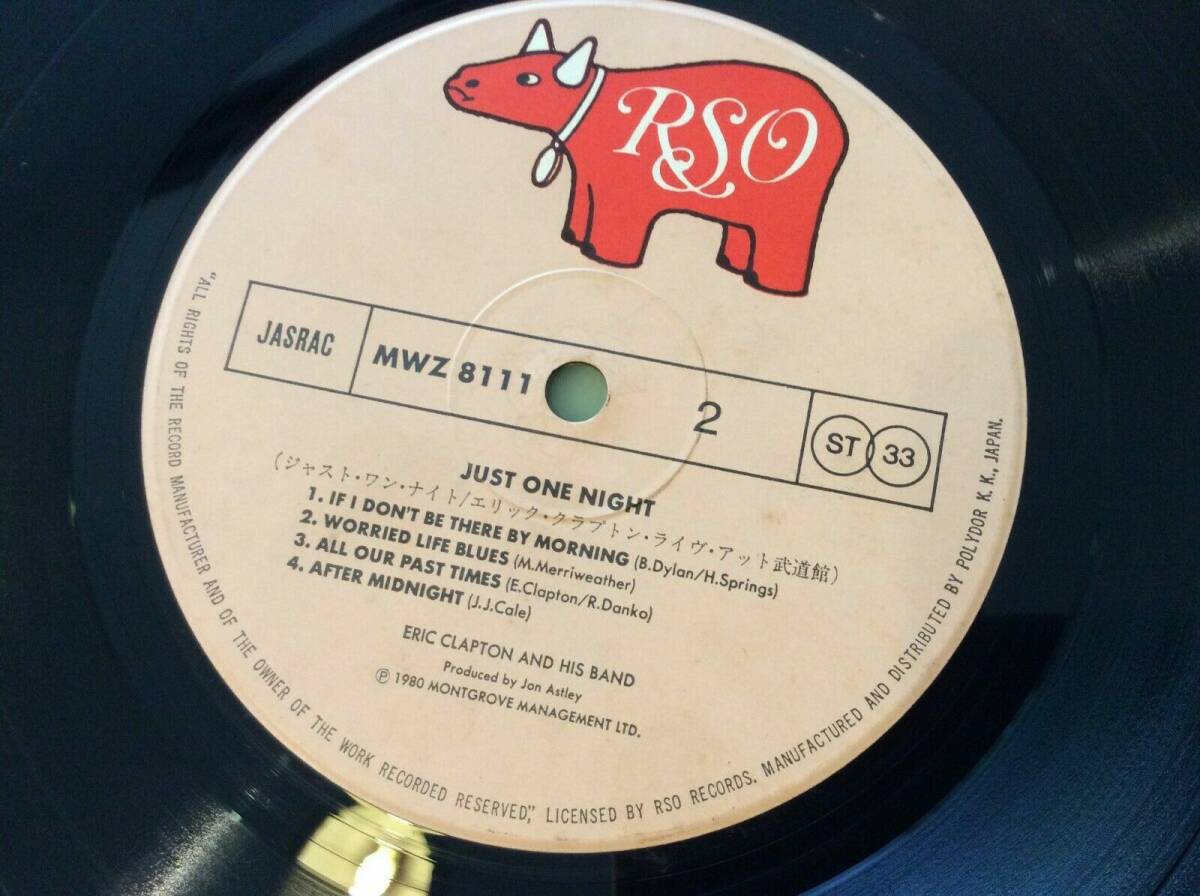 RSO
JASRAC
MWZ 8111
2
ST 33
JUST ONE NIGHT
(ジャスト・ワン・ナイト/エリック・クラプトン・ライヴ・アット武道館)
1. IF I DON'T BE THERE BY MORNING (B.Dylan/H.Springs)
2. WORRIED LIFE BLUES (M.Merriweather)
3. ALL OUR PAST TIMES (E.Clapton/R.Danko)
4. AFTER MIDNIGHT (J.J.Cale)
ERIC CLAPTON AND HIS BAND
Produced by Jon Astley
℗ 1980 MONTGROVE MANAGEMENT LTD.
"ALL RIGHTS OF THE RECORD MANUFACTURER AND OF THE OWNER OF THE WORK RECORDED RESERVED," LICENSED BY RSO RECORDS. MANUFACTURED AND DISTRIBUTED BY POLYDOR K.K., JAPAN.